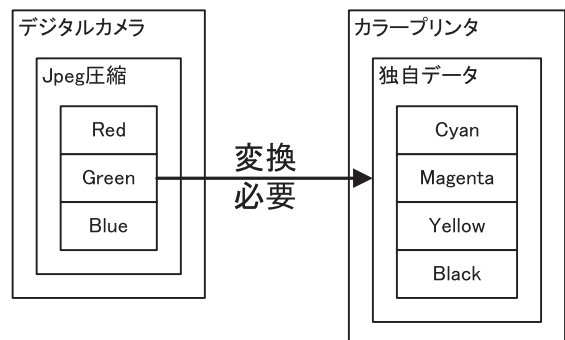 デジタルカメラ
Jpeg圧縮
Red
Green
Blue
変換
必要
カラープリンタ
独自データ
Cyan
Magenta
Yellow
Black